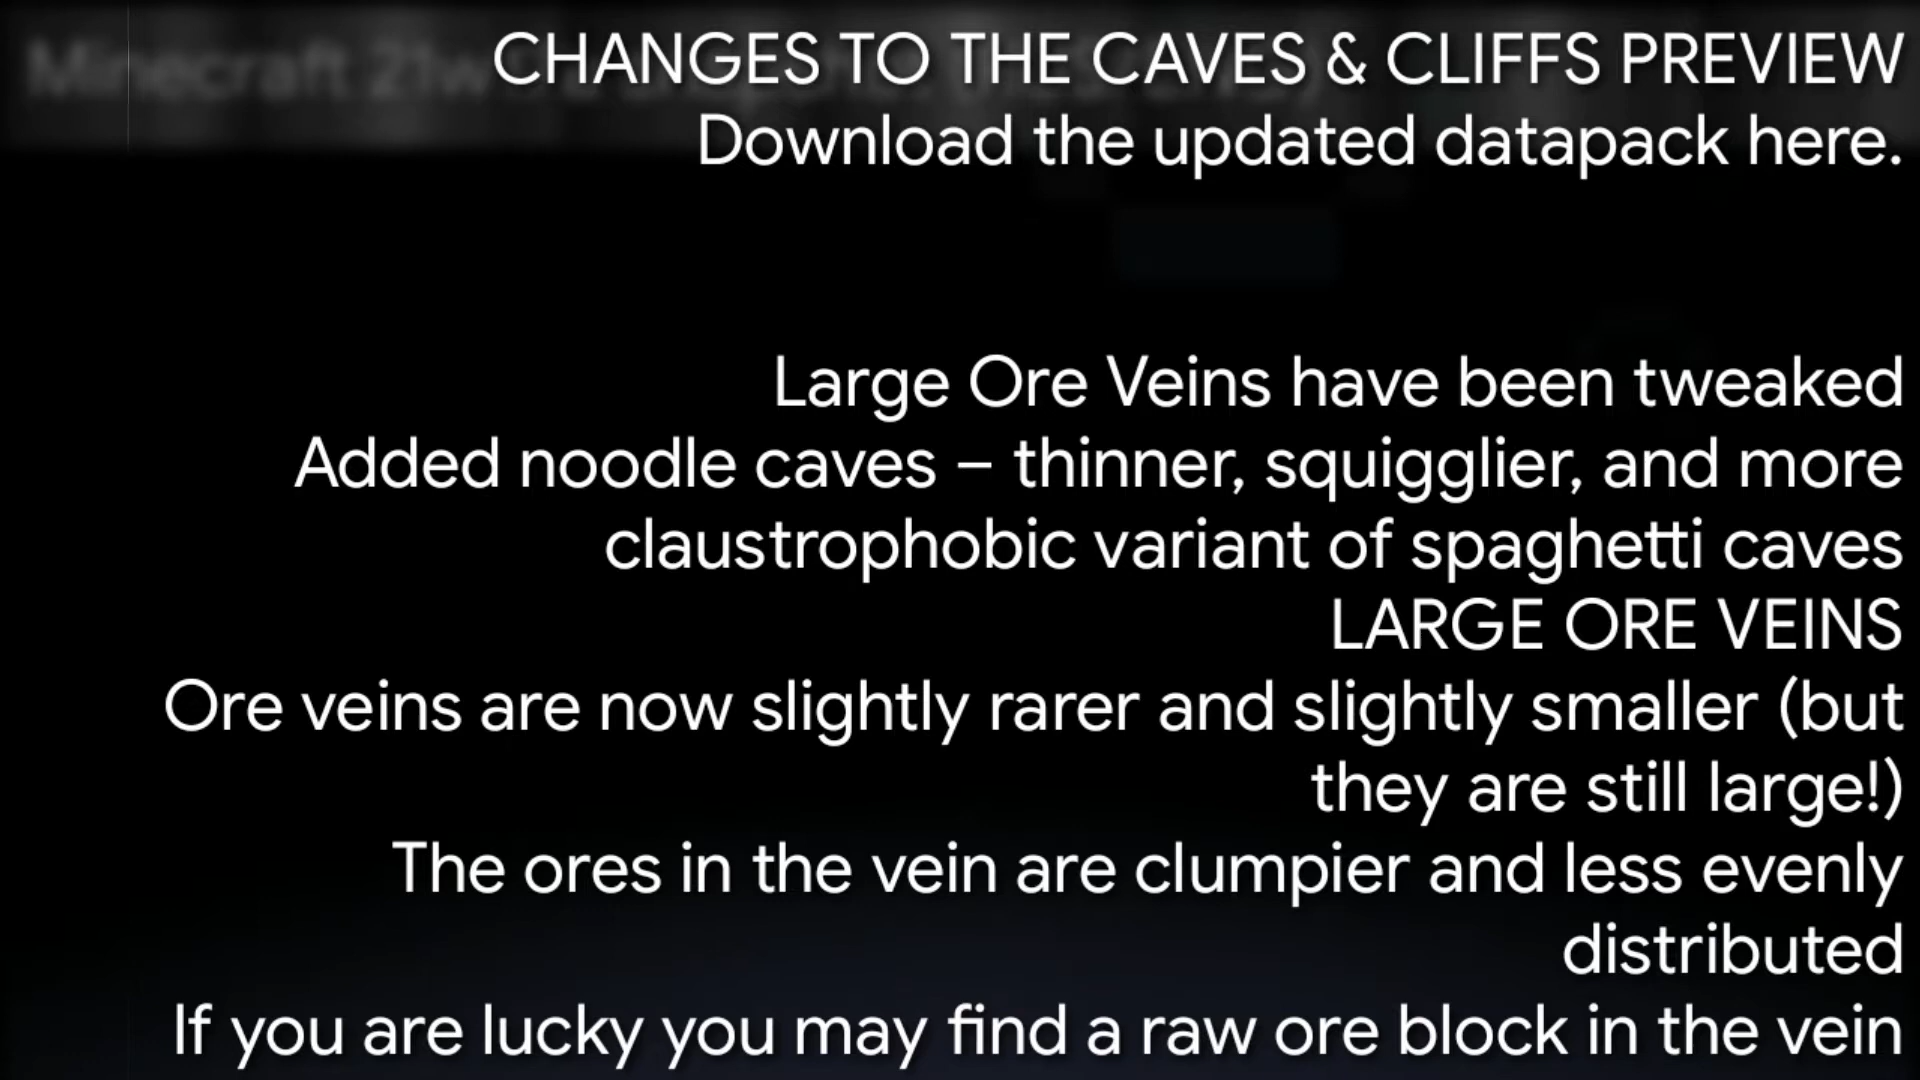 Minecraft 21w
CHANGES TO THE CAVES & CLIFFS PREVIEW
Download the updated datapack here.
Large Ore Veins have been tweaked
Added noodle caves – thinner, squigglier, and more
claustrophobic variant of spaghetti caves
LARGE ORE VEINS
Ore veins are now slightly rarer and slightly smaller (but
they are still large!)
The ores in the vein are clumpier and less evenly
distributed
If you are lucky you may find a raw ore block in the vein